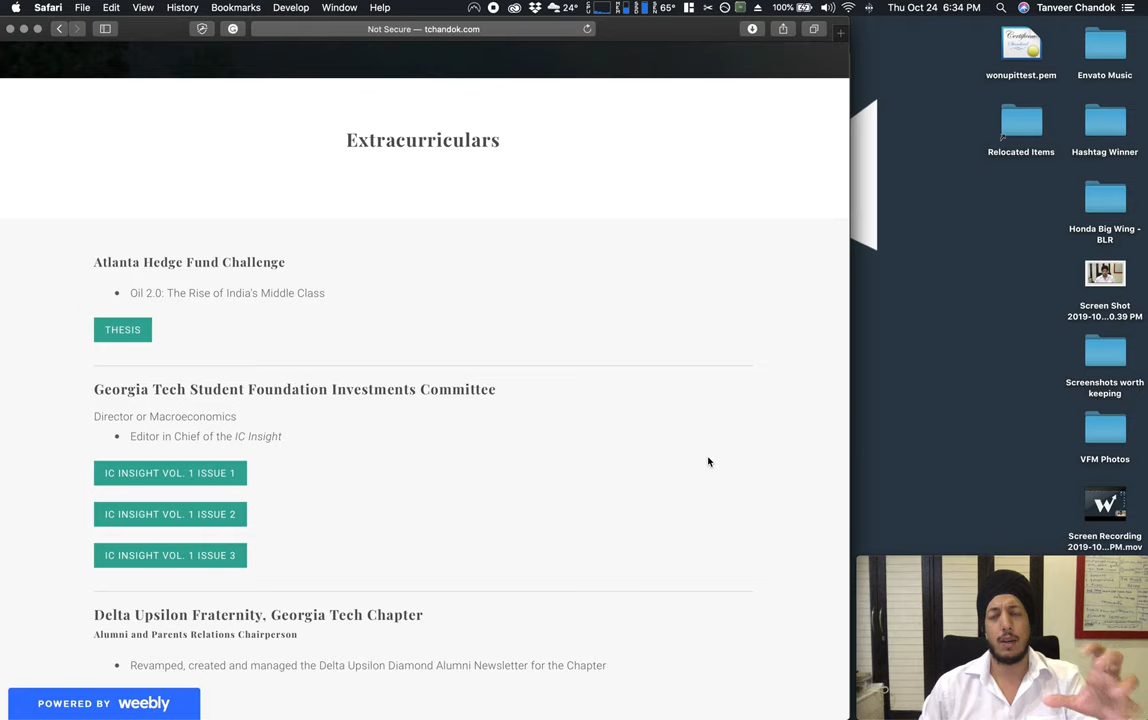 Safari File Edit View History Bookmarks Develop Window Help 24° 65° 100% Thu Oct 24 6:34 PM Tanveer Chandok
Not Secure — tchandok.com
Extracurriculars
Atlanta Hedge Fund Challenge
• Oil 2.0: The Rise of India's Middle Class
THESIS
Georgia Tech Student Foundation Investments Committee
Director or Macroeconomics
• Editor in Chief of the IC Insight
IC INSIGHT VOL. 1 ISSUE 1
IC INSIGHT VOL. 1 ISSUE 2
IC INSIGHT VOL. 1 ISSUE 3
Delta Upsilon Fraternity, Georgia Tech Chapter
Alumni and Parents Relations Chairperson
• Revamped, created and managed the Delta Upsilon Diamond Alumni Newsletter for the Chapter
POWERED BY weebly
Certificate
wonupittest.pem
Envato Music
Relocated Items
Hashtag Winner
Honda Big Wing -
BLR
Screen Shot
2019-10...0.39 PM
Screenshots worth
keeping
VFM Photos
Screen Recording
2019-10...PM.mov